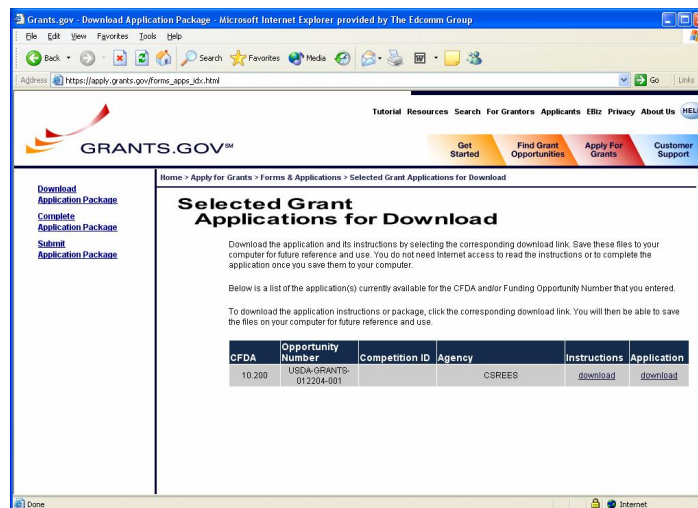 Grants.gov - Download Application Package - Microsoft Internet Explorer provided by The Edcomm Group
File Edit View Favorites Tools Help
Back Search Favorites Media
Address https://apply.grants.gov/forms_apps_idx.html Go Links
Tutorial Resources Search For Grantors Applicants EBiz Privacy About Us HEL
GRANTS.GOV℠
Get Started
Find Grant Opportunities
Apply For Grants
Customer Support
Home > Apply for Grants > Forms & Applications > Selected Grant Applications for Download
Download
Application Package
Complete
Application Package
Submit
Application Package
Selected Grant
Applications for Download
Download the application and its instructions by selecting the corresponding download link. Save these files to your
computer for future reference and use. You do not need Internet access to read the instructions or to complete the
application once you save them to your computer.
Below is a list of the application(s) currently available for the CFDA and/or Funding Opportunity Number that you entered.
To download the application instructions or package, click the corresponding download link. You will then be able to save
the files on your computer for future reference and use.
CFDA Opportunity Number Competition ID Agency Instructions Application
10.200 USDA-GRANTS-012204-001 CSREES download download
Done Internet